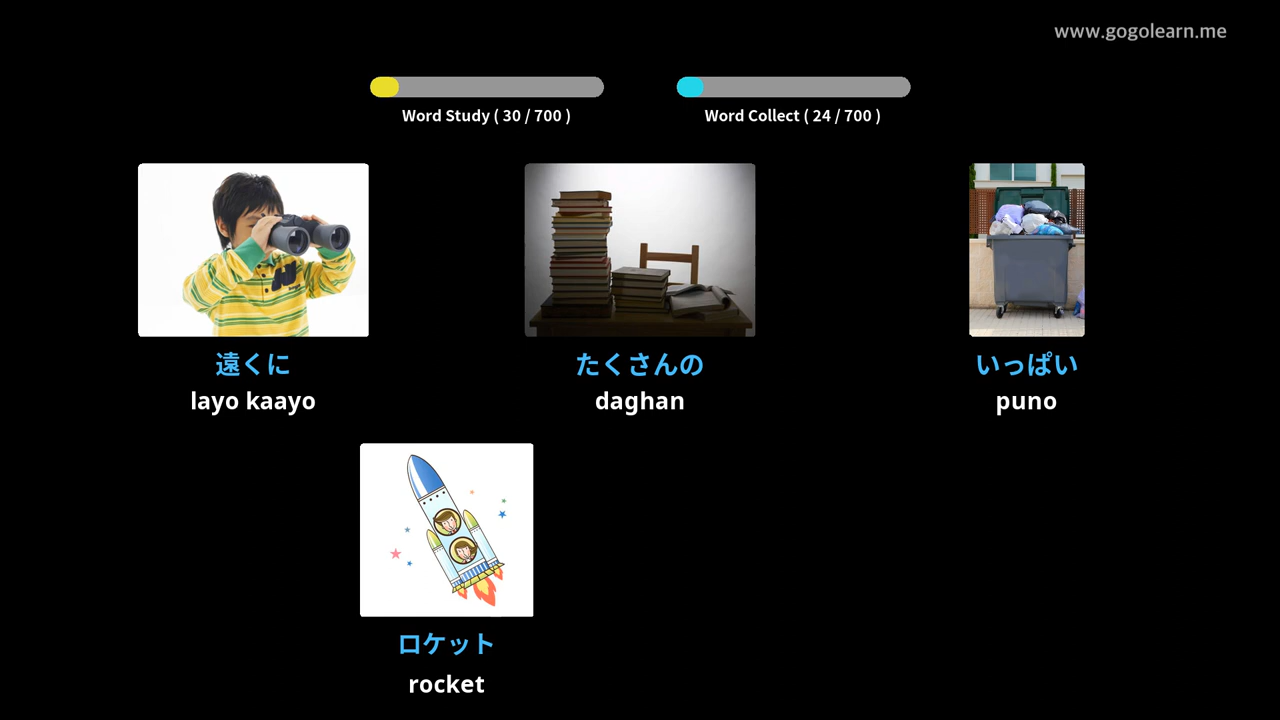 www.gogolearn.me
Word Study ( 30 / 700 )
Word Collect ( 24 / 700 )
遠くに
layo kaayo
たくさんの
daghan
いっぱい
puno
ロケット
rocket